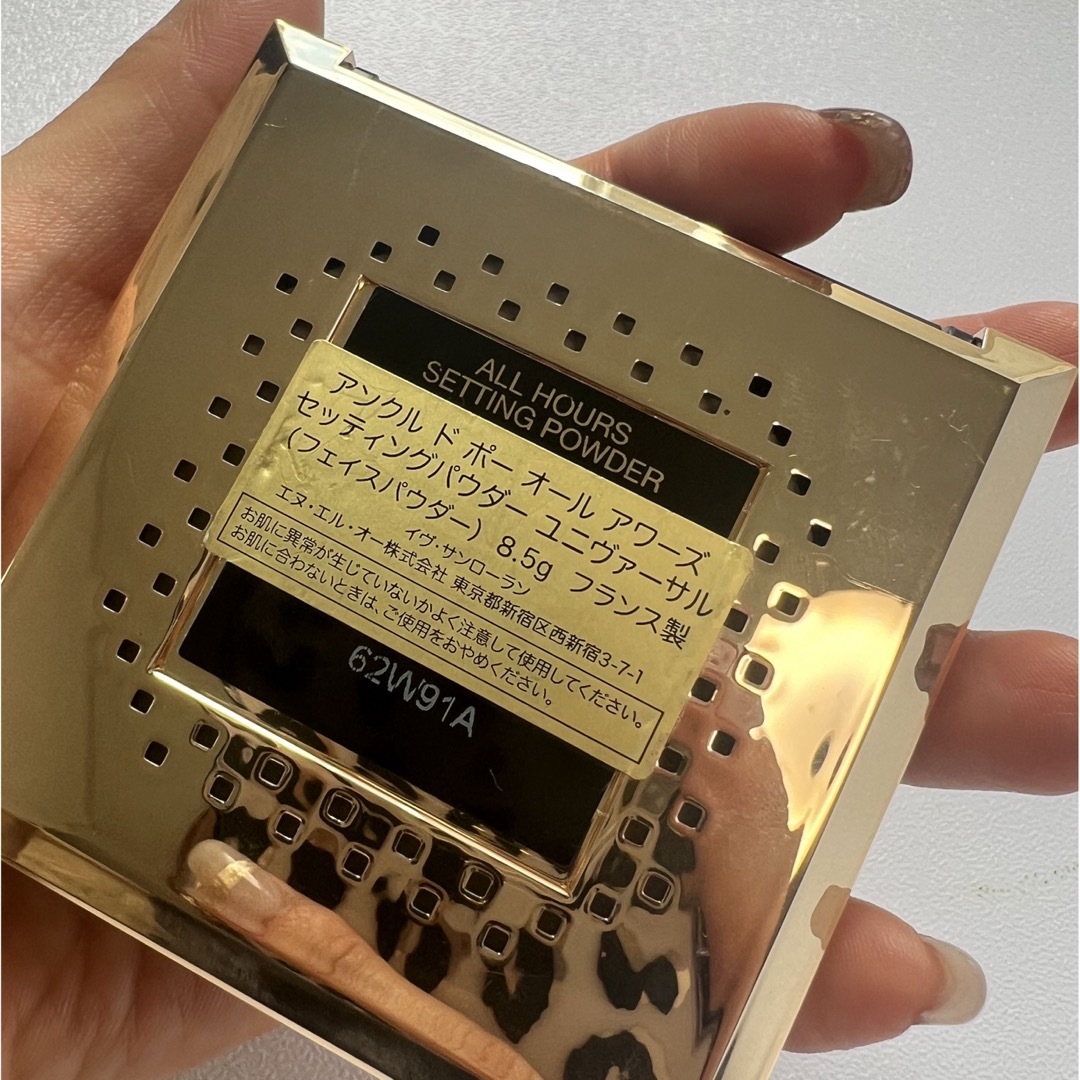 ALL HOURS
SETTING POWDER
アンクル ド ポー オール アワーズ
セッティングパウダー ユニヴァーサル
(フェイスパウダー) 8.5g フランス製
イヴ・サンローラン
エヌ・エル・オー株式会社 東京都新宿区西新宿3-7-1
お肌に異常が生じていないかよく注意して使用してください。
お肌に合わないときは、ご使用をおやめください。
62W91A